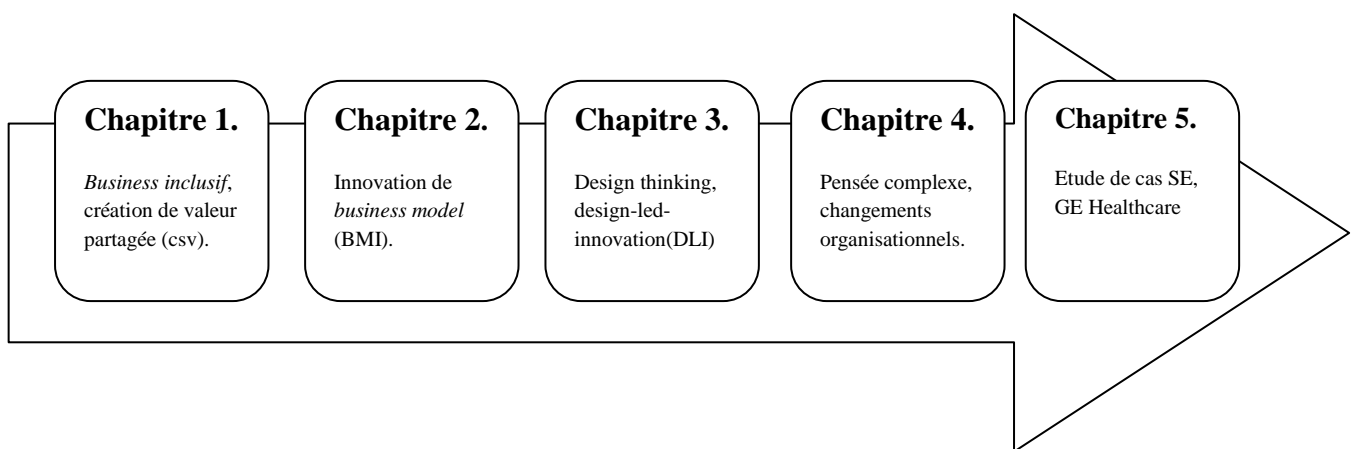 Chapitre 1.
Business inclusif,
création de valeur
partagée (csv).
Chapitre 2.
Innovation de
business model
(BMI).
Chapitre 3.
Design thinking,
design-led-
innovation(DLI)
Chapitre 4.
Pensée complexe,
changements
organisationnels.
Chapitre 5.
Etude de cas SE,
GE Healthcare